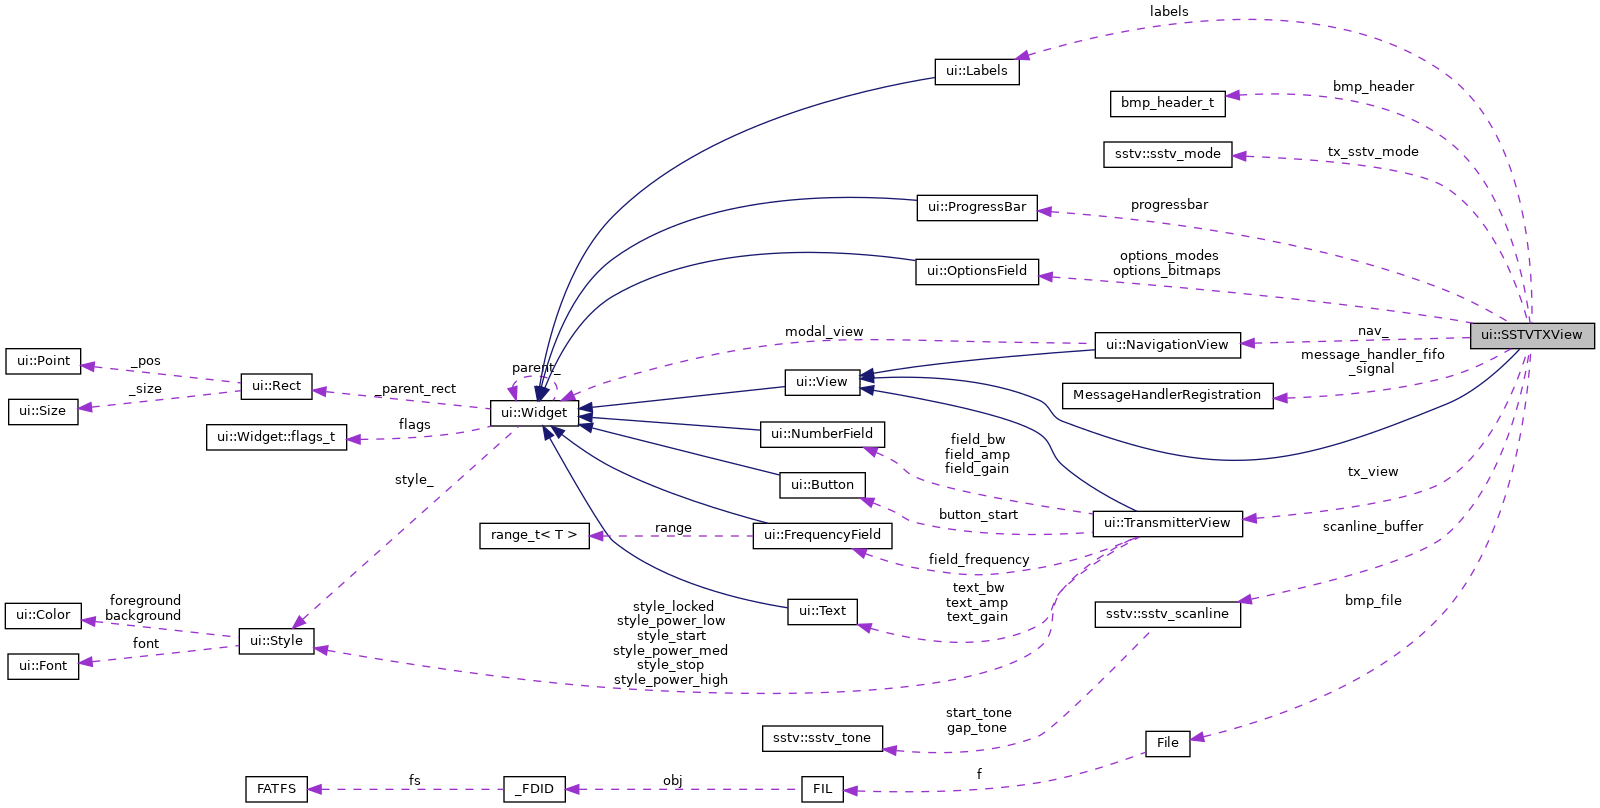 labels
ui::Labels
bmp_header
bmp_header_t
tx_sstv_mode
sstv::sstv_mode
progressbar
ui::ProgressBar
options_modes
options_bitmaps
ui::OptionsField
ui::SSTVTXView
nav_
modal_view
ui::NavigationView
message_handler_fifo
_signal
ui::Point
_pos
parent_
ui::View
_size
ui::Rect
_parent_rect
MessageHandlerRegistration
ui::Size
ui::Widget
flags
ui::Widget::flags_t
ui::NumberField
field_bw
field_amp
field_gain
style_
ui::Button
tx_view
button_start
ui::TransmitterView
range_t< T >
range
ui::FrequencyField
scanline_buffer
field_frequency
text_bw
text_amp
text_gain
foreground
background
ui::Color
style_locked
style_power_low
style_start
style_power_med
style_stop
style_power_high
ui::Text
sstv::sstv_scanline
bmp_file
ui::Style
font
ui::Font
start_tone
gap_tone
sstv::sstv_tone
File
f
FATFS
fs
_FDID
obj
FIL